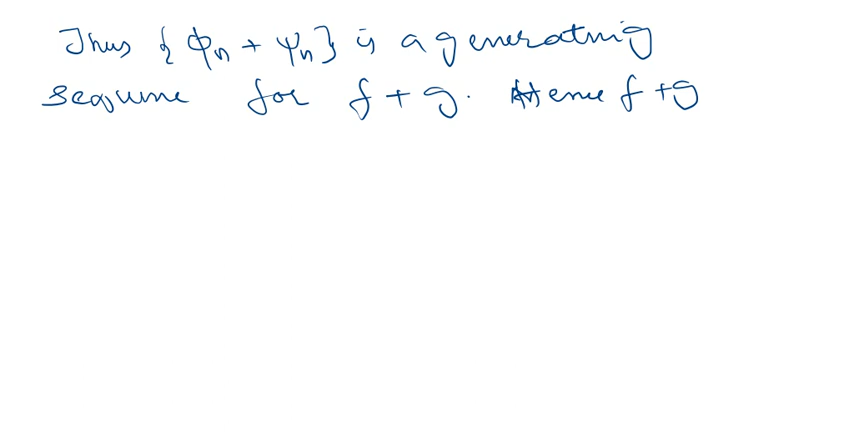 Thus {φₙ + ψₙ} is a generating
sequence for f + g. Hence f + g